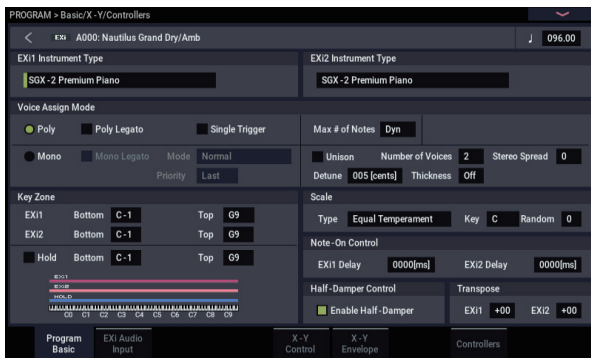 PROGRAM > Basic/X-Y/Controllers
< EXi A000: Nautilus Grand Dry/Amb ♩ 096.00
EXi1 Instrument Type EXi2 Instrument Type
SGX-2 Premium Piano SGX-2 Premium Piano
Voice Assign Mode
Poly Poly Legato Single Trigger Max # of Notes Dyn
Mono Mono Legato Mode Normal Unison Number of Voices 2 Stereo Spread 0
Priority Last Detune 005 [cents] Thickness Off
Key Zone Scale
EXi1 Bottom C-1 Top G9 Type Equal Temperament Key C Random 0
EXi2 Bottom C-1 Top G9
Note-On Control
Hold Bottom C-1 Top G9 EXi1 Delay 0000[ms] EXi2 Delay 0000[ms]
EXi1
EXi2
Half-Damper Control Transpose
HOLD
Enable Half-Damper EXi1 +00 EXi2 +00
C0 C1 C2 C3 C4 C5 C6 C7 C8 C9
Program Basic EXi Audio Input X-Y Control X-Y Envelope Controllers